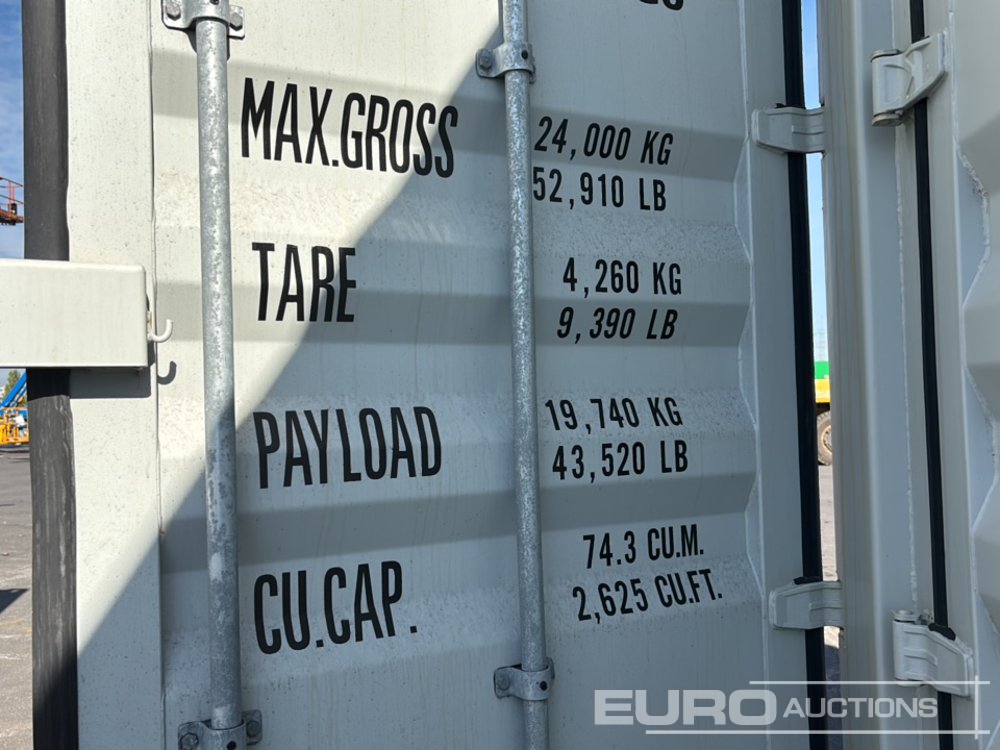 MAX.GROSS 24,000 KG
52,910 LB
TARE 4,260 KG
9,390 LB
PAYLOAD 19,740 KG
43,520 LB
CU.CAP. 74.3 CU.M.
2,625 CU.FT.
EURO AUCTIONS